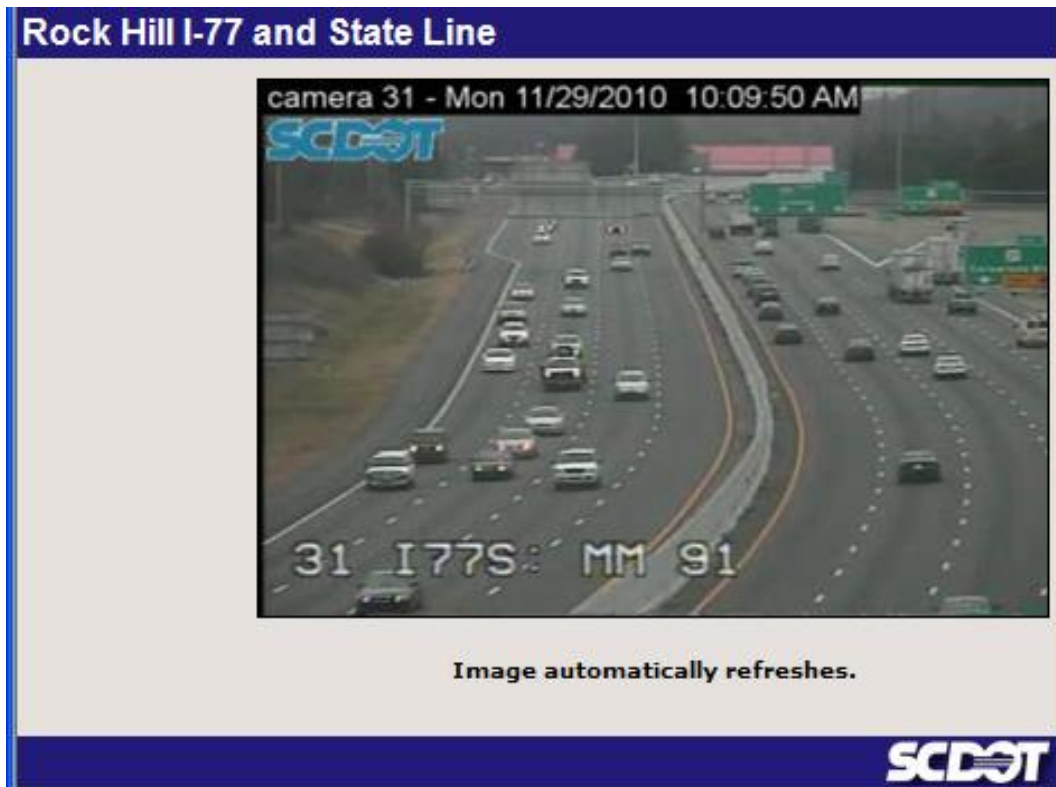 Rock Hill I-77 and State Line
camera 31 - Mon 11/29/2010 10:09:50 AM
SCDOT
31 I77S: MM 91
Image automatically refreshes.
SCDOT